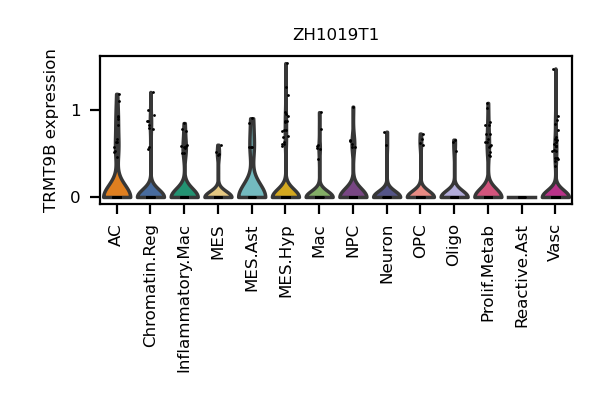 ZH1019T1
TRMT9B expression
1
0
AC
Chromatin.Reg
Inflammatory.Mac
MES
MES.Ast
MES.Hyp
Mac
NPC
Neuron
OPC
Oligo
Prolif.Metab
Reactive.Ast
Vasc